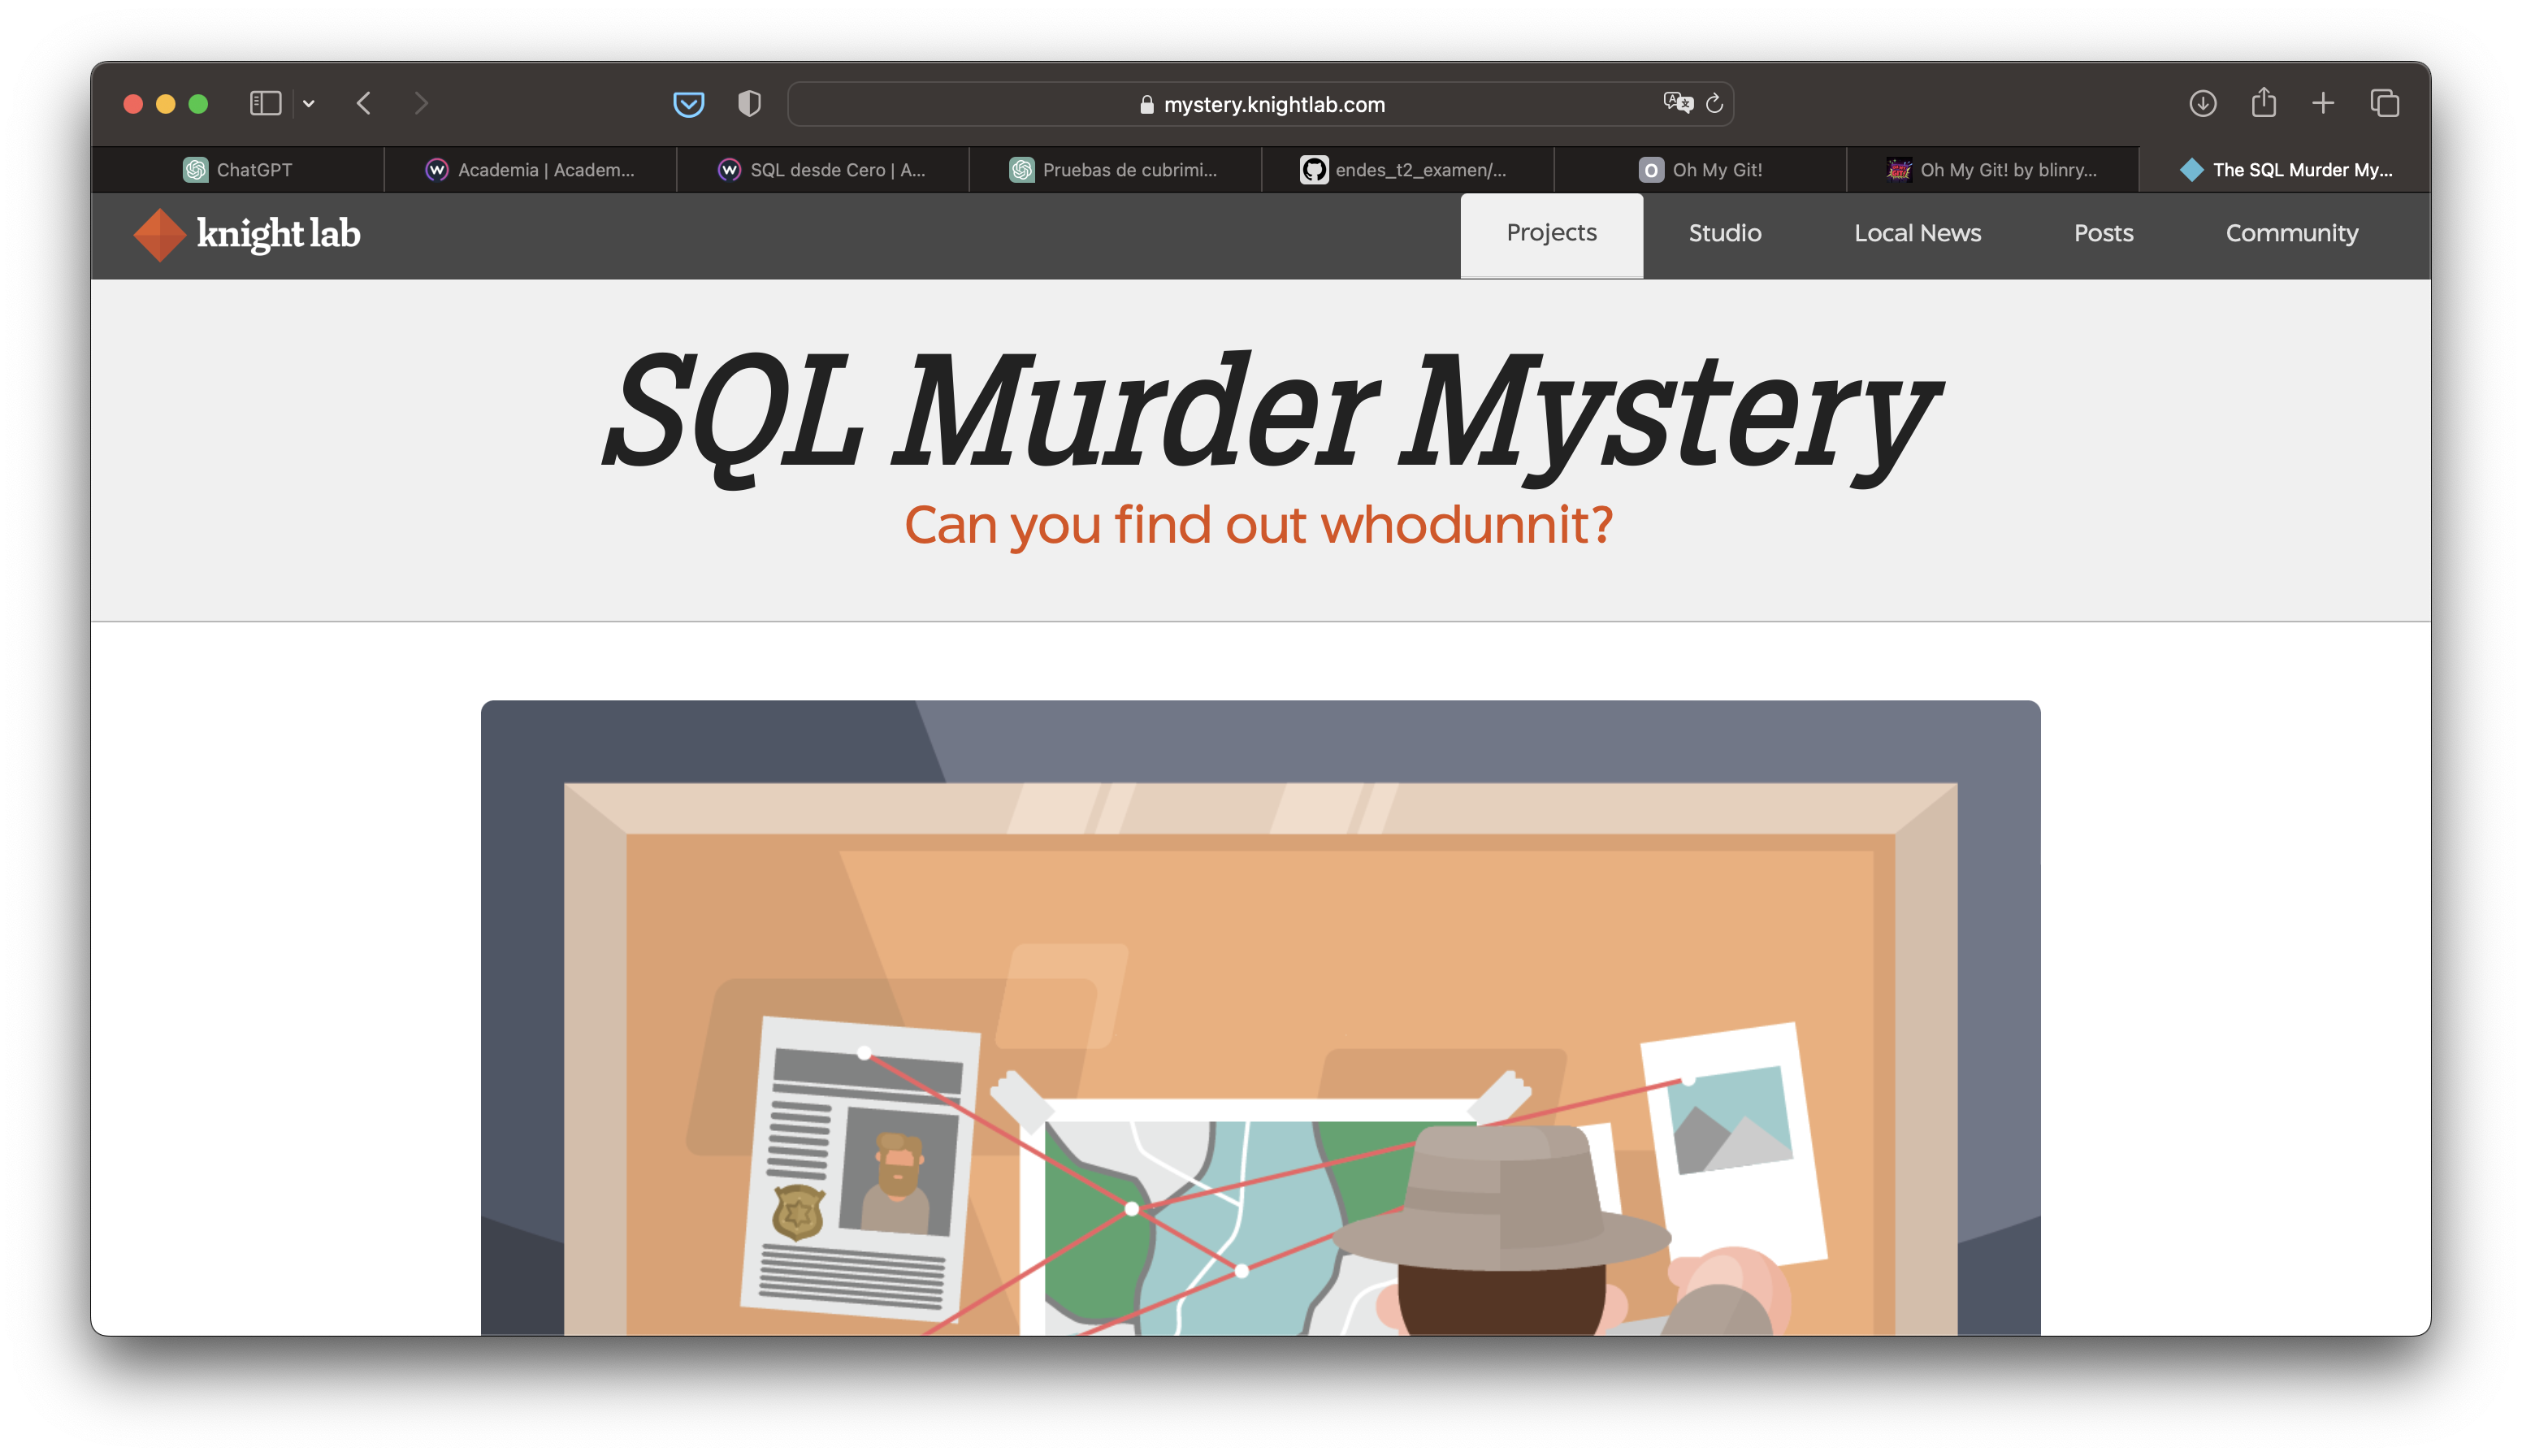 mystery.knightlab.com
ChatGPT
Academia | Academ...
SQL desde Cero | A...
Pruebas de cubrimi...
endes_t2_examen/...
Oh My Git!
Oh My Git! by blinry...
The SQL Murder My...
knight lab
Projects
Studio
Local News
Posts
Community
SQL Murder Mystery
Can you find out whodunnit?